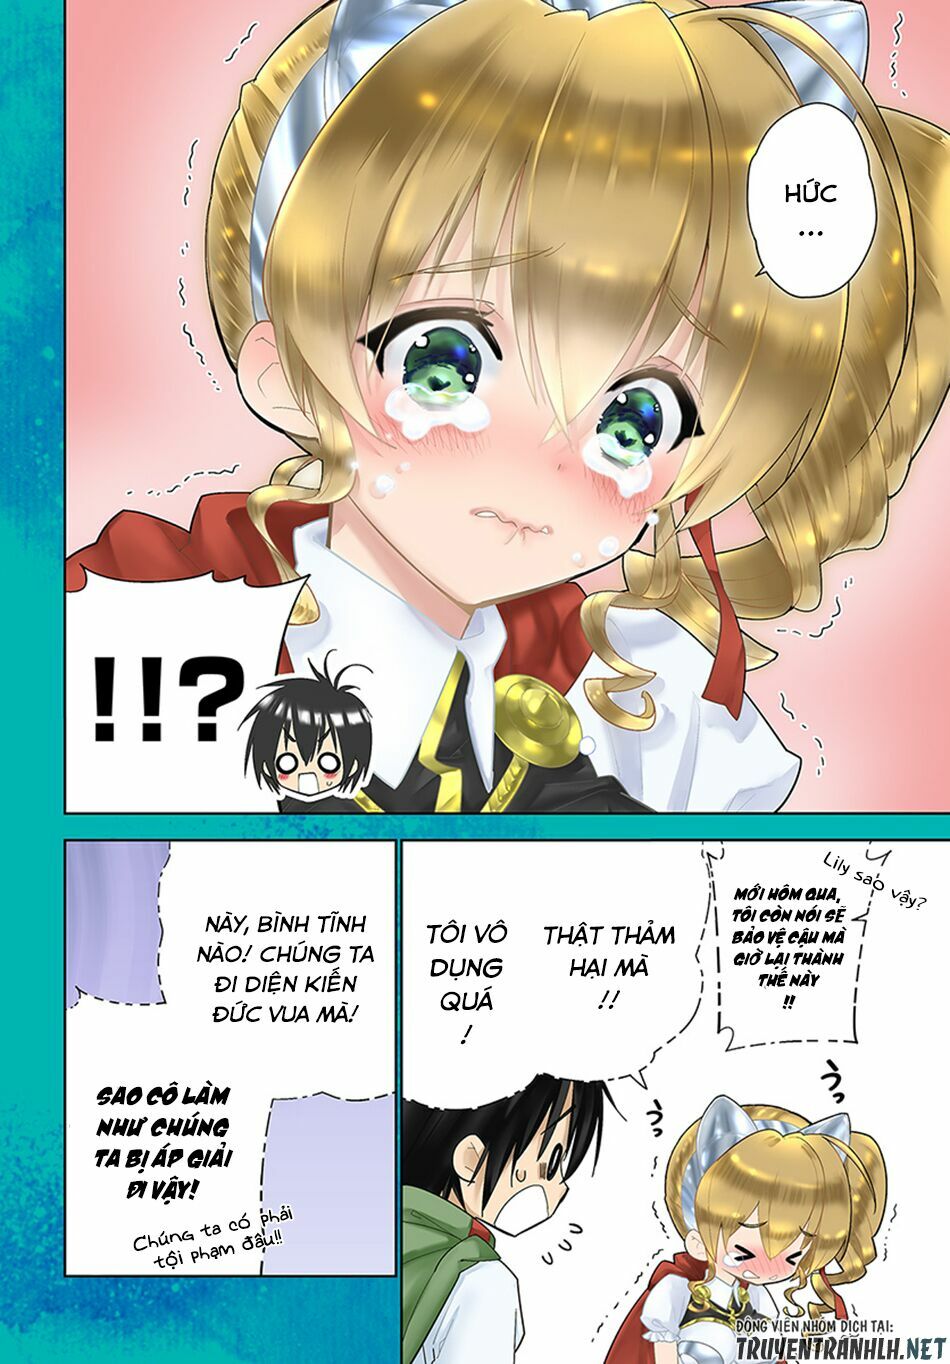 HỨC
...
!!?
Lily sao vậy?
MỚI HÔM QUA,
TÔI CÒN NÓI SẼ
BẢO VỆ CẬU MÀ
GIỜ LẠI THÀNH
THẾ NÀY
!!
THẬT THẢM
HẠI MÀ
!!
TÔI VÔ
DỤNG
QUÁ
!
NÀY, BÌNH TĨNH
NÀO! CHÚNG TA
ĐI DIỆN KIẾN
ĐỨC VUA MÀ!
SAO CÔ LÀM
NHƯ CHÚNG
TA BỊ ÁP GIẢI
ĐI VẬY!
Chúng ta có phải
tội phạm đâu!!
ĐỘNG VIÊN NHÓM DỊCH TẠI:
TRUYENTRANHLH.NET